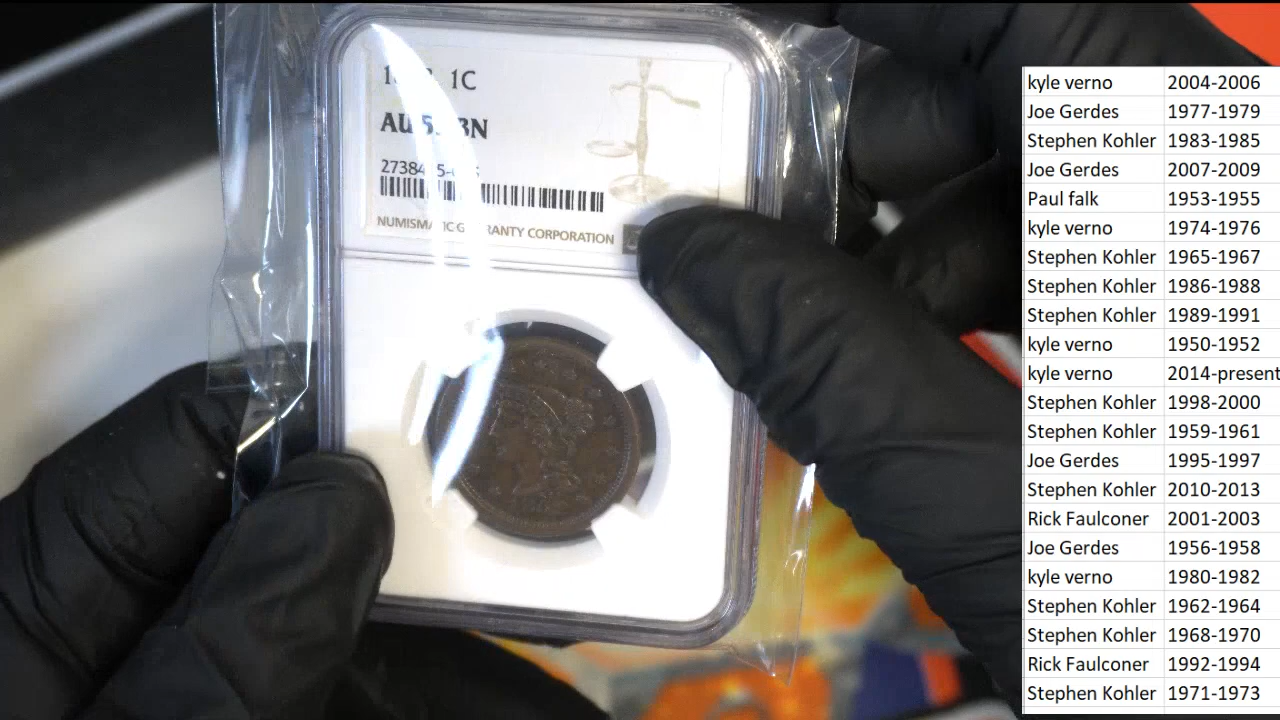 1C
AU BN
NUMISMATIC GUARANTY CORPORATION
kyle verno 2004-2006
Joe Gerdes 1977-1979
Stephen Kohler 1983-1985
Joe Gerdes 2007-2009
Paul falk 1953-1955
kyle verno 1974-1976
Stephen Kohler 1965-1967
Stephen Kohler 1986-1988
Stephen Kohler 1989-1991
kyle verno 1950-1952
kyle verno 2014-present
Stephen Kohler 1998-2000
Stephen Kohler 1959-1961
Joe Gerdes 1995-1997
Stephen Kohler 2010-2013
Rick Faulconer 2001-2003
Joe Gerdes 1956-1958
kyle verno 1980-1982
Stephen Kohler 1962-1964
Stephen Kohler 1968-1970
Rick Faulconer 1992-1994
Stephen Kohler 1971-1973